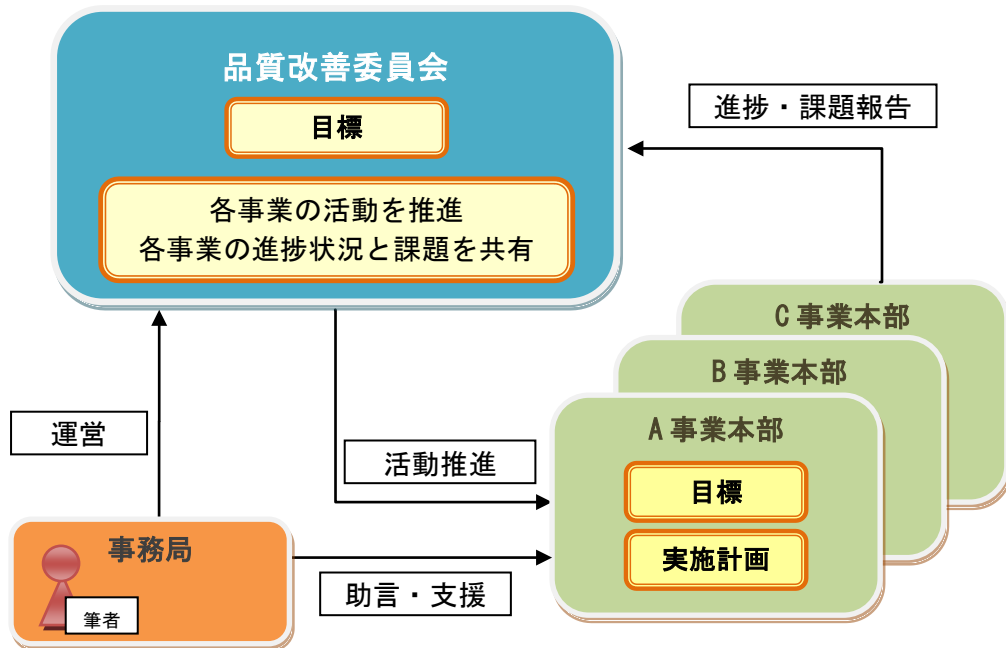 品質改善委員会
目標
各事業の活動を推進
各事業の進捗状況と課題を共有
進捗・課題報告
C事業本部
B事業本部
A事業本部
目標
実施計画
運営
活動推進
事務局
筆者
助言・支援